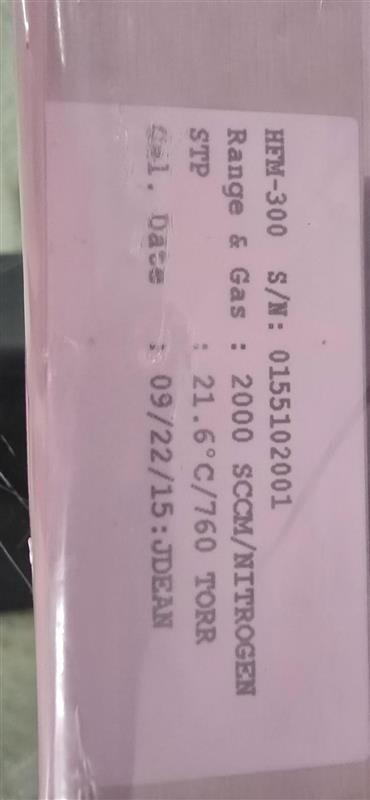 HFM-300 S/N: 0155102001
Range & Gas : 2000 SCCM/NITROGEN
STP : 21.6°C/760 TORR
Cal. Date : 09/22/15:JDEAN